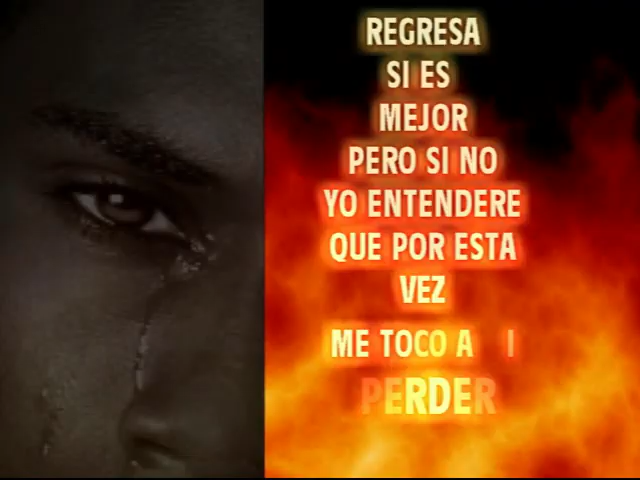 REGRESA
SI ES
MEJOR
PERO SI NO
YO ENTENDERE
QUE POR ESTA
VEZ
ME TOCO A
PERDER